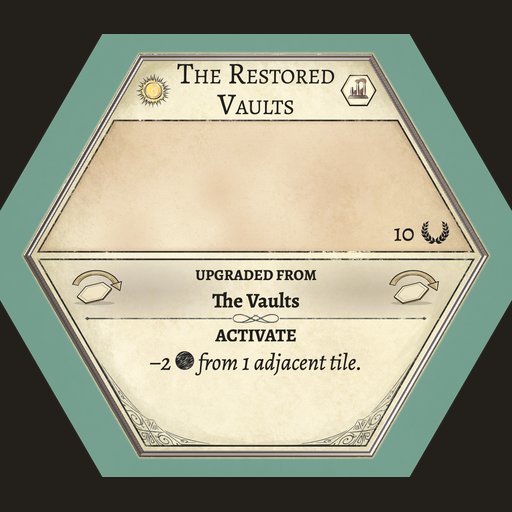 The Restored
Vaults
10
UPGRADED FROM
The Vaults
ACTIVATE
−2 from 1 adjacent tile.